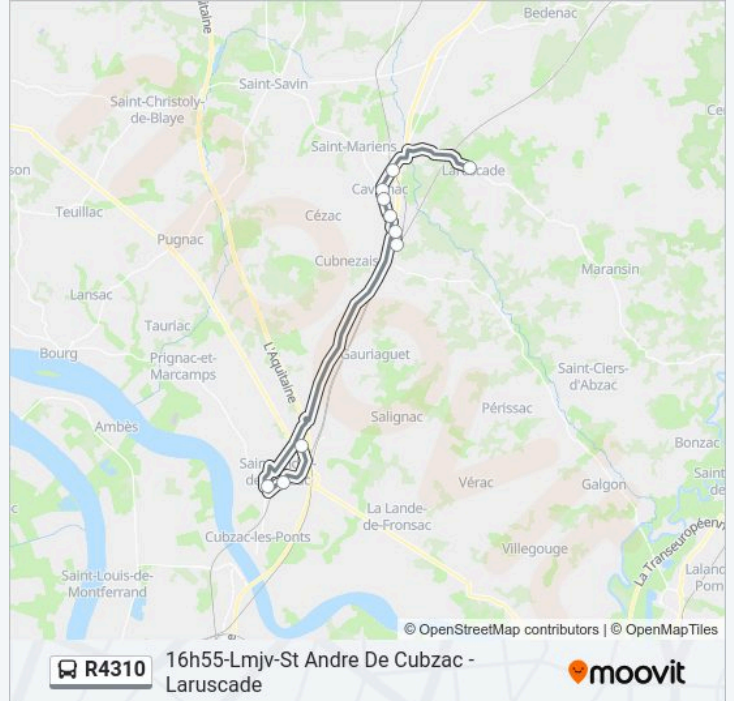 itaine
Bedenac
Saint-Savin
Saint-Christoly-
de-Blaye
Saint-Mariens
son
Teuillac
Cézac
Pugnac
Cubnezais
Maransin
Lansac
Tauriac
L'Aquitaine
Bourg
Prignac-et-
Marcamps
Gauriaguet
Saint-Ciers-
d'Abzac
Salignac
Périssac
Ambès
Bonzac
Vérac
Galgon
La Lande-
de-Fronsac
Cubzac-les-Ponts
Villegouge
La Transeuropéenn
Saint-Louis-de-
Montferrand
© OpenStreetMap contributors | © OpenMapTiles
R4310
16h55-Lmjv-St Andre De Cubzac -
Laruscade
moovit